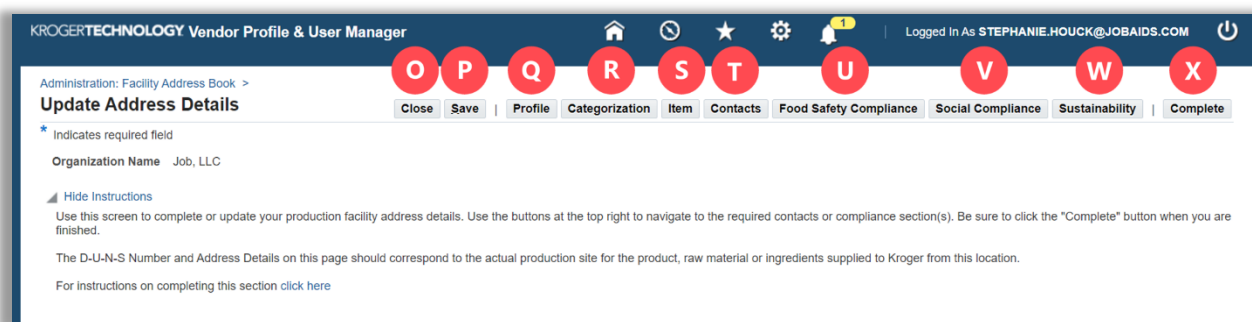 KROGERTECHNOLOGY. Vendor Profile & User Manager
1
Logged In As STEPHANIE.HOUCK@JOBAIDS.COM
O P Q R S T U V W X
Administration: Facility Address Book >
Update Address Details
Close Save | Profile Categorization Item Contacts Food Safety Compliance Social Compliance Sustainability | Complete
* Indicates required field
Organization Name Job, LLC
Hide Instructions
Use this screen to complete or update your production facility address details. Use the buttons at the top right to navigate to the required contacts or compliance section(s). Be sure to click the "Complete" button when you are
finished.
The D-U-N-S Number and Address Details on this page should correspond to the actual production site for the product, raw material or ingredients supplied to Kroger from this location.
For instructions on completing this section click here